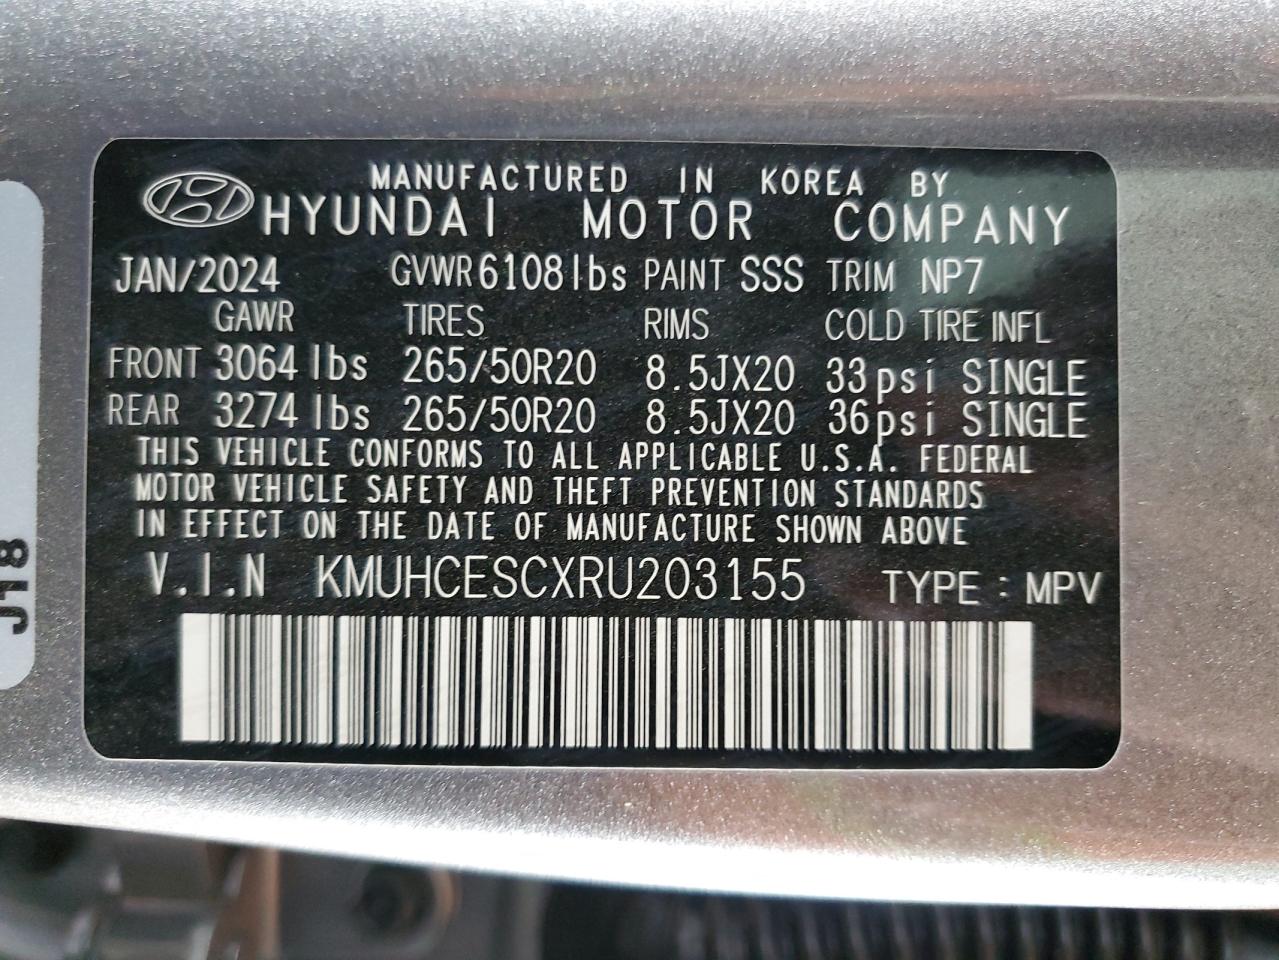 MANUFACTURED IN KOREA BY
HYUNDAI MOTOR COMPANY
JAN/2024 GVWR 6108lbs PAINT SSS TRIM NP7
GAWR TIRES RIMS COLD TIRE INFL
FRONT 3064 lbs 265/50R20 8.5JX20 33psi SINGLE
REAR 3274 lbs 265/50R20 8.5JX20 36psi SINGLE
THIS VEHICLE CONFORMS TO ALL APPLICABLE U.S.A. FEDERAL
MOTOR VEHICLE SAFETY AND THEFT PREVENTION STANDARDS
IN EFFECT ON THE DATE OF MANUFACTURE SHOWN ABOVE
V.I.N KMUHCESCXRU203155 TYPE : MPV
J18